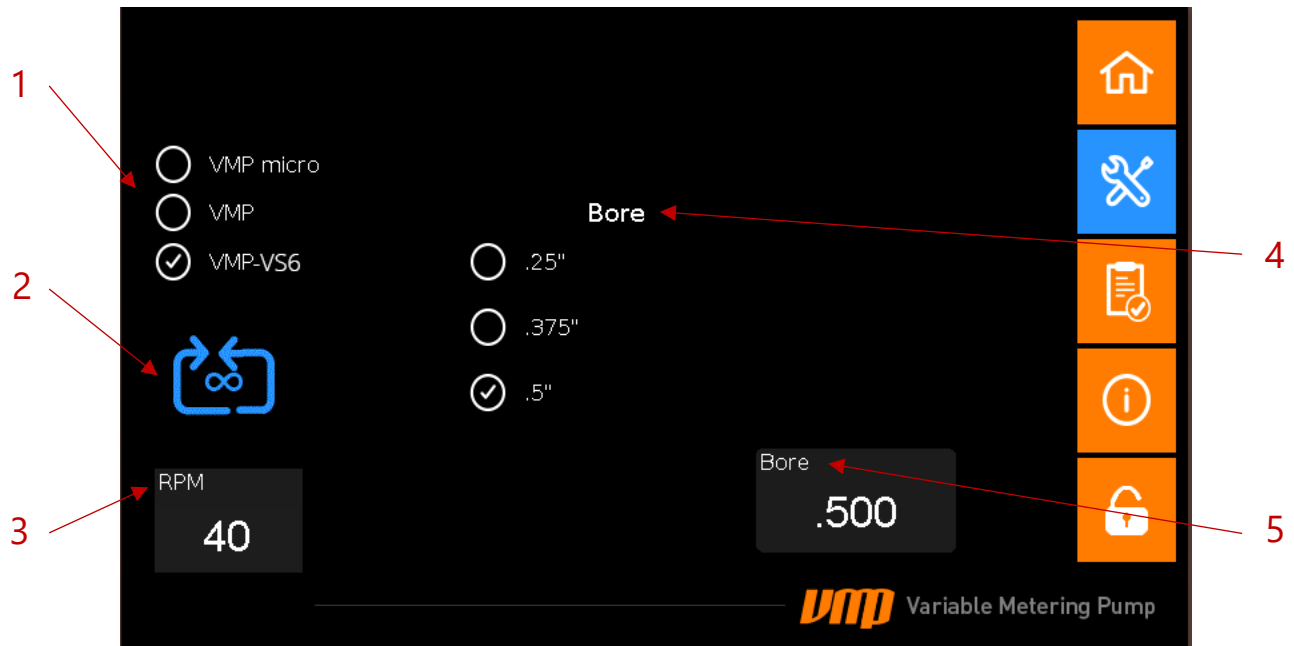 1
VMP micro
VMP
Bore
VMP-VS6
.25"
4
2
.375"
∞
.5"
i
RPM
Bore
40
.500
3
5
vmp Variable Metering Pump